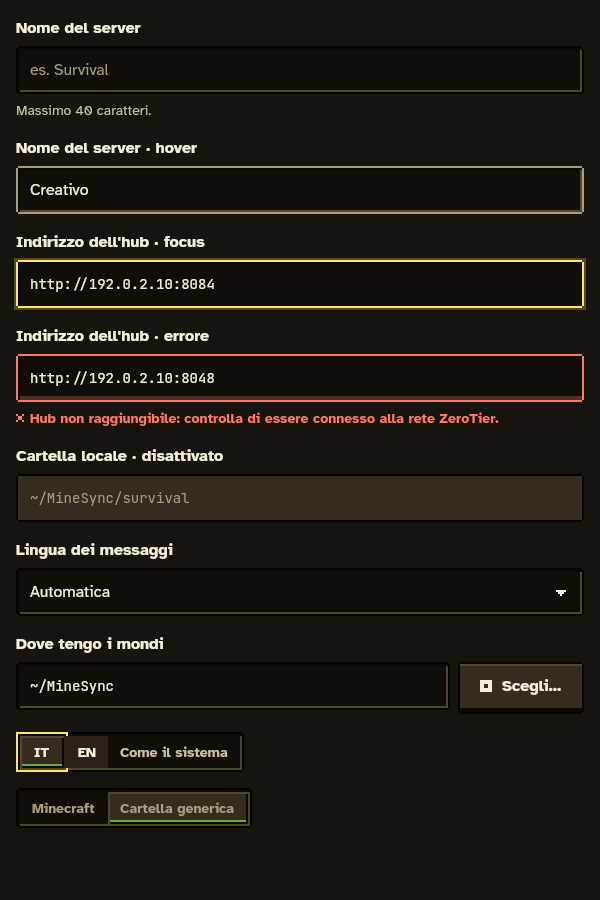 Nome del server
es. Survival
Massimo 40 caratteri.
Nome del server · hover
Creativo
Indirizzo dell'hub · focus
http://192.0.2.10:8084
Indirizzo dell'hub · errore
http://192.0.2.10:8048
Hub non raggiungibile: controlla di essere connesso alla rete ZeroTier.
Cartella locale · disattivato
~/MineSync/survival
Lingua dei messaggi
Automatica
Dove tengo i mondi
~/MineSync Scegli...
IT EN Come il sistema
Minecraft Cartella generica